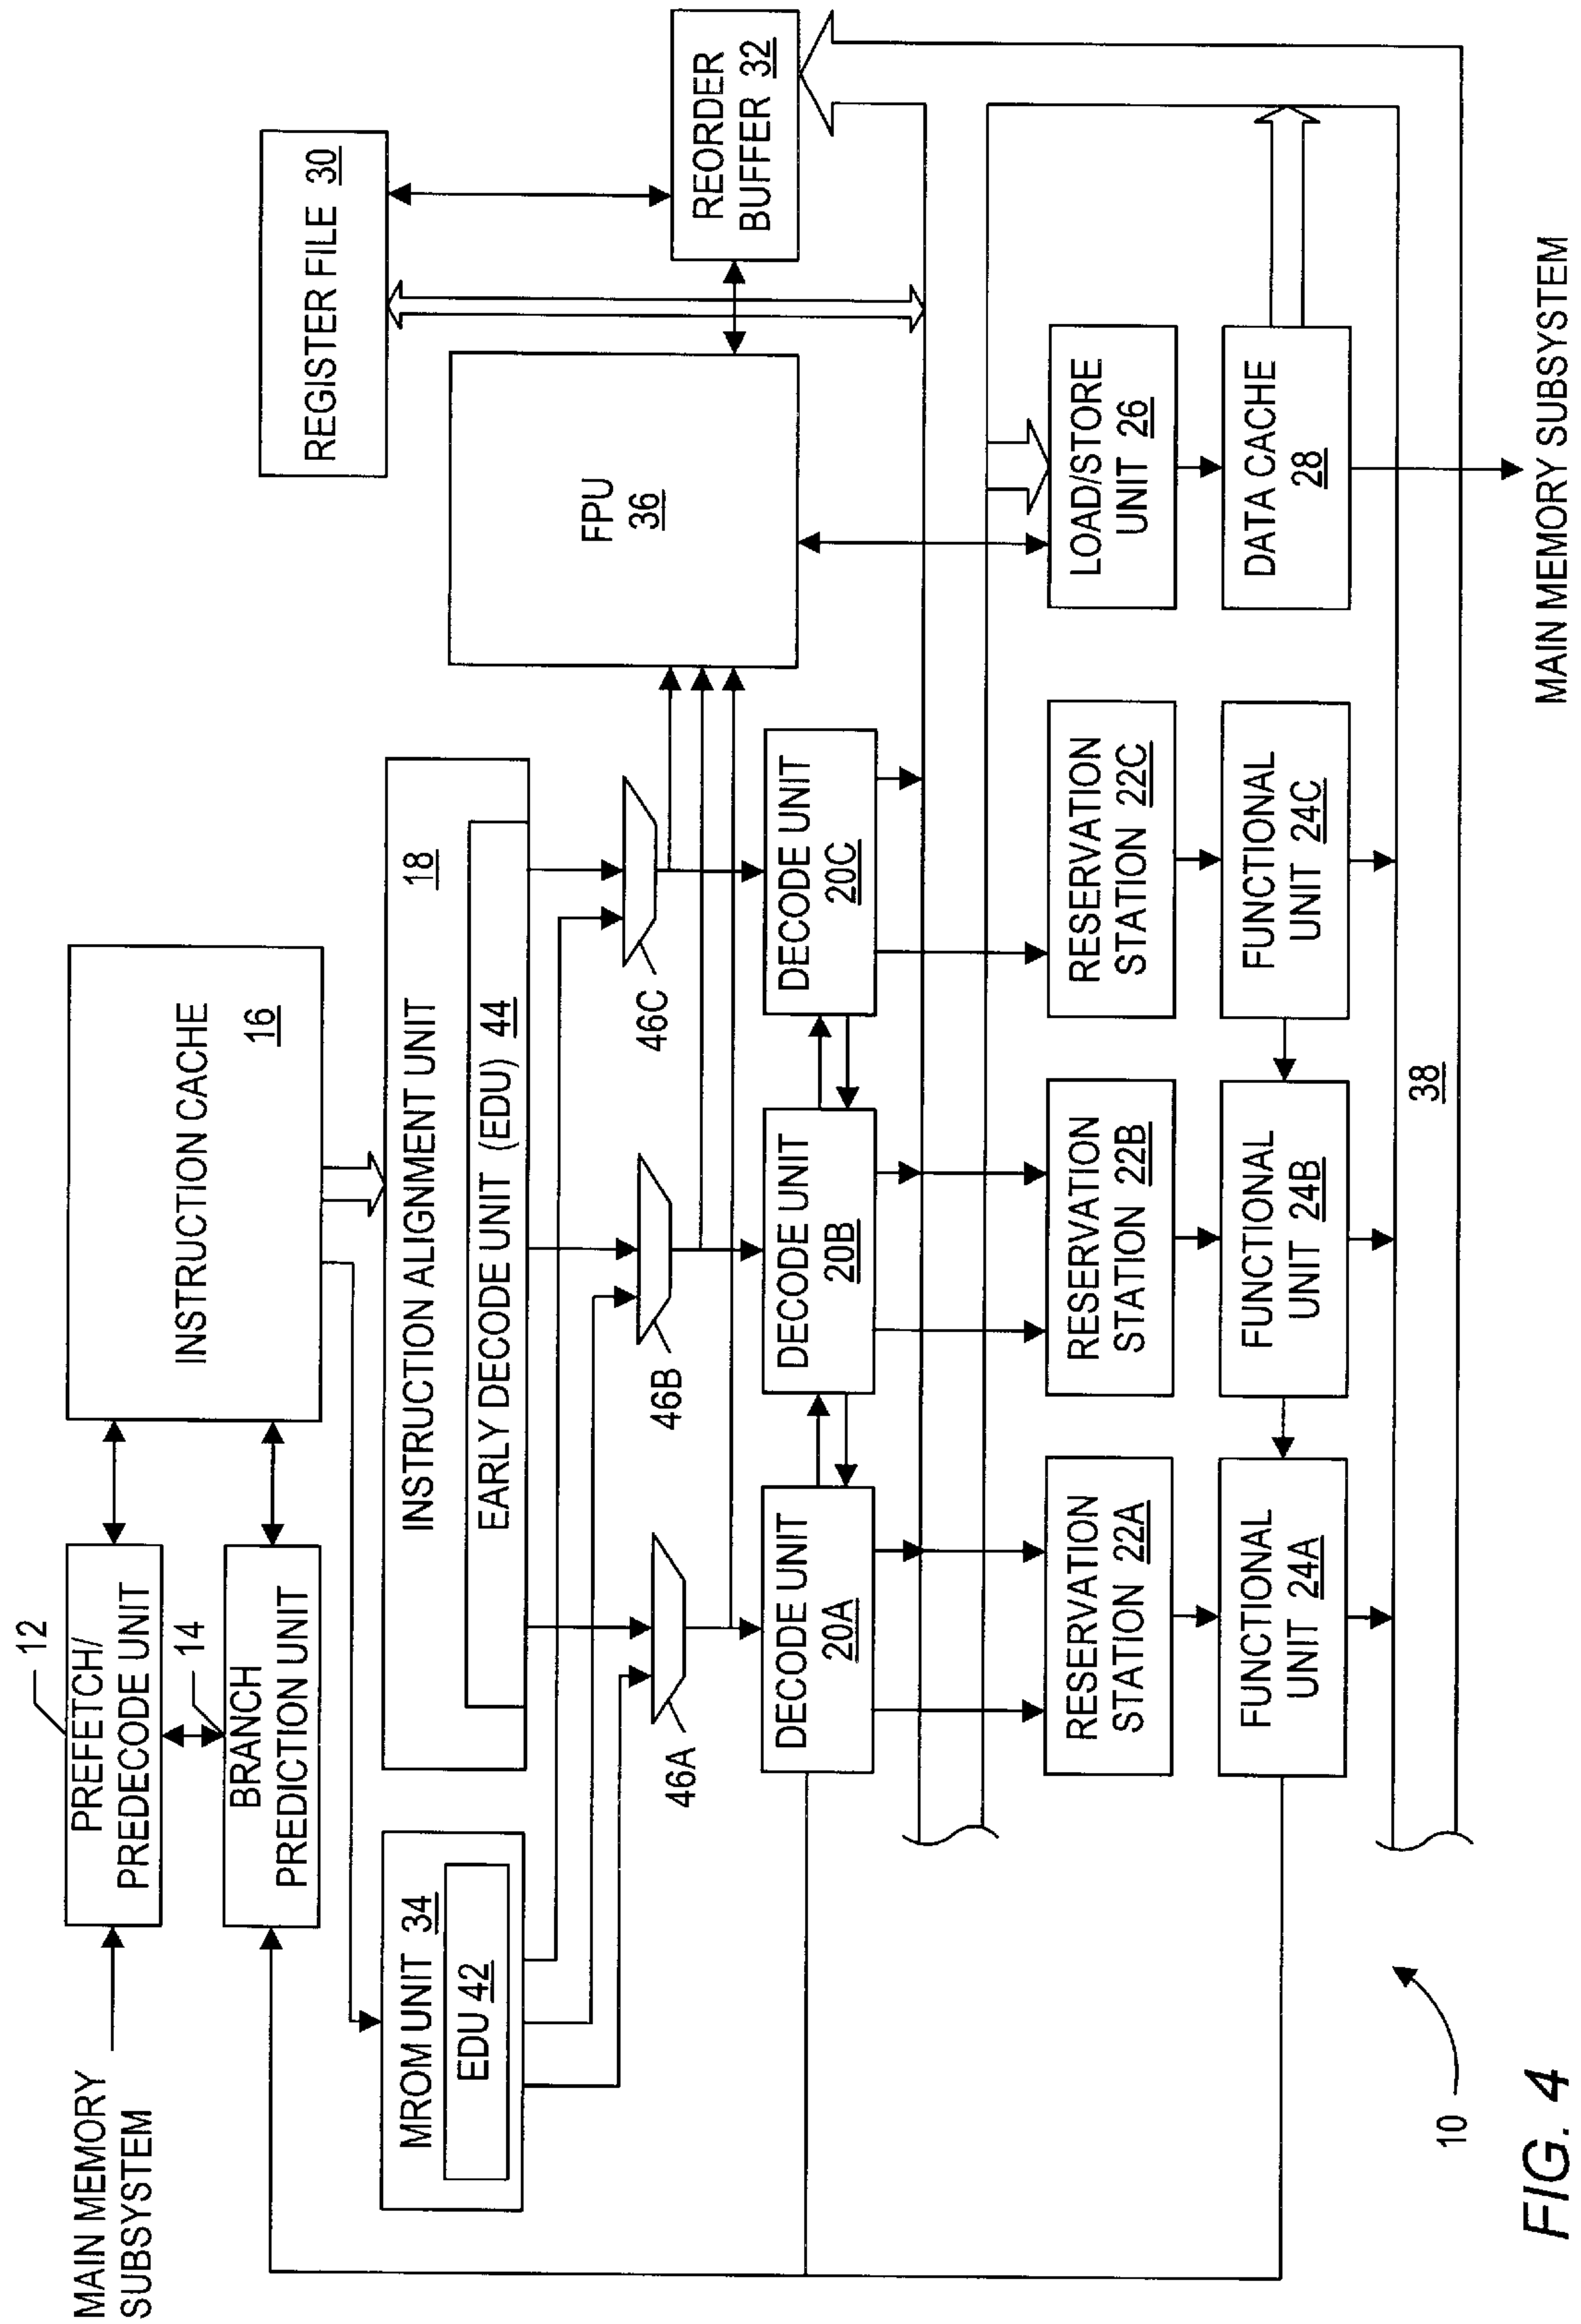 MAIN MEMORY
SUBSYSTEM
12
PREFETCH/
PREDECODE UNIT
14
BRANCH
PREDICTION UNIT
INSTRUCTION CACHE
16
REGISTER FILE 30
MROM UNIT 34
EDU 42
INSTRUCTION ALIGNMENT UNIT
18
EARLY DECODE UNIT (EDU) 44
FPU
36
REORDER
BUFFER 32
46A
46B
46C
DECODE UNIT
20A
DECODE UNIT
20B
DECODE UNIT
20C
RESERVATION
STATION 22A
RESERVATION
STATION 22B
RESERVATION
STATION 22C
LOAD/STORE
UNIT 26
FUNCTIONAL
UNIT 24A
FUNCTIONAL
UNIT 24B
FUNCTIONAL
UNIT 24C
DATA CACHE
28
38
10
MAIN MEMORY SUBSYSTEM
FIG. 4